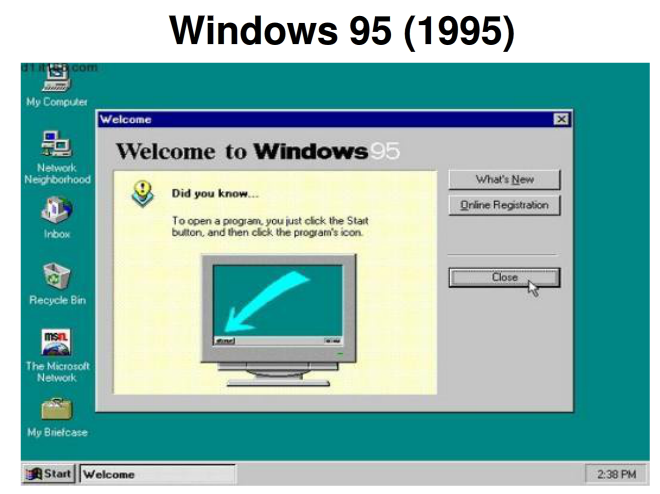 Windows 95 (1995)
My Computer
Network
Neighborhood
Inbox
Recycle Bin
msn.
The Microsoft
Network
My Briefcase
Welcome
Welcome to Windows95
Did you know...
To open a program, you just click the Start
button, and then click the program's icon.
What's New
Online Registration
Close
Start
Welcome
2:38 PM